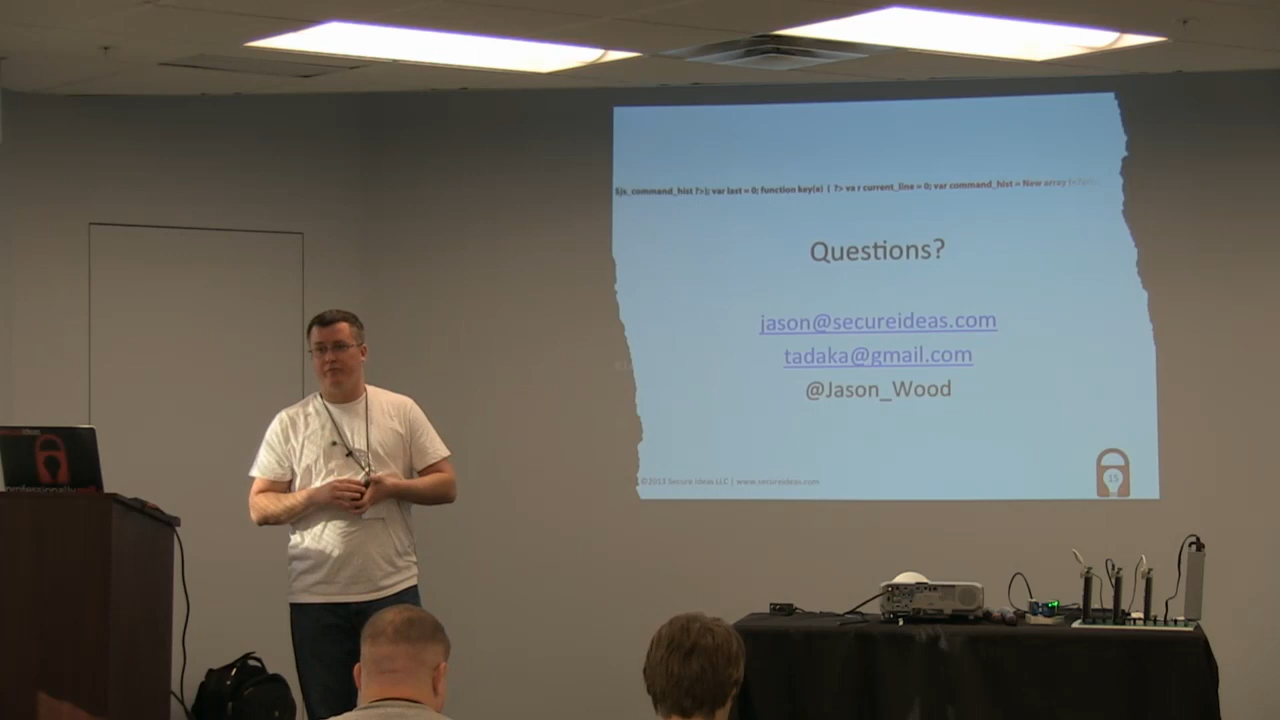 $js_command_hist ?>); var last = 0; function key(e) { ?> va r current_line = 0; var command_hist = New array (<?
Questions?
jason@secureideas.com
tadaka@gmail.com
@Jason_Wood
©2013 Secure Ideas LLC | www.secureideas.com
15
professionally